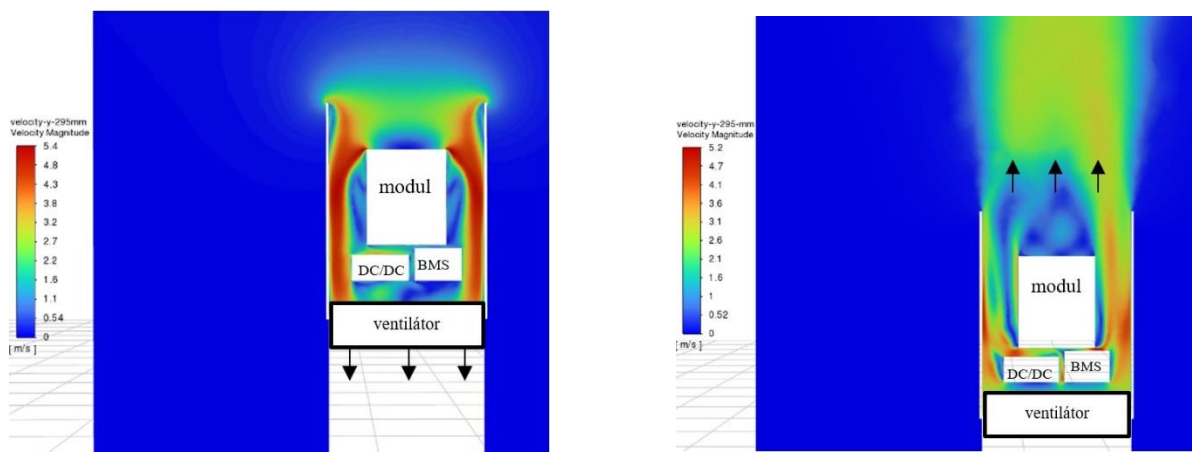 velocity-y-295mm
Velocity Magnitude
5.4
4.8
4.3
3.8
3.2
2.7
2.2
1.6
1.1
0.54
0
[ m/s ]
modul
DC/DC
BMS
ventilátor
velocity-y-295-mm
Velocity Magnitude
5.2
4.7
4.1
3.6
3.1
2.6
2.1
1.6
1
0.52
0
[ m/s ]
modul
DC/DC
BMS
ventilátor